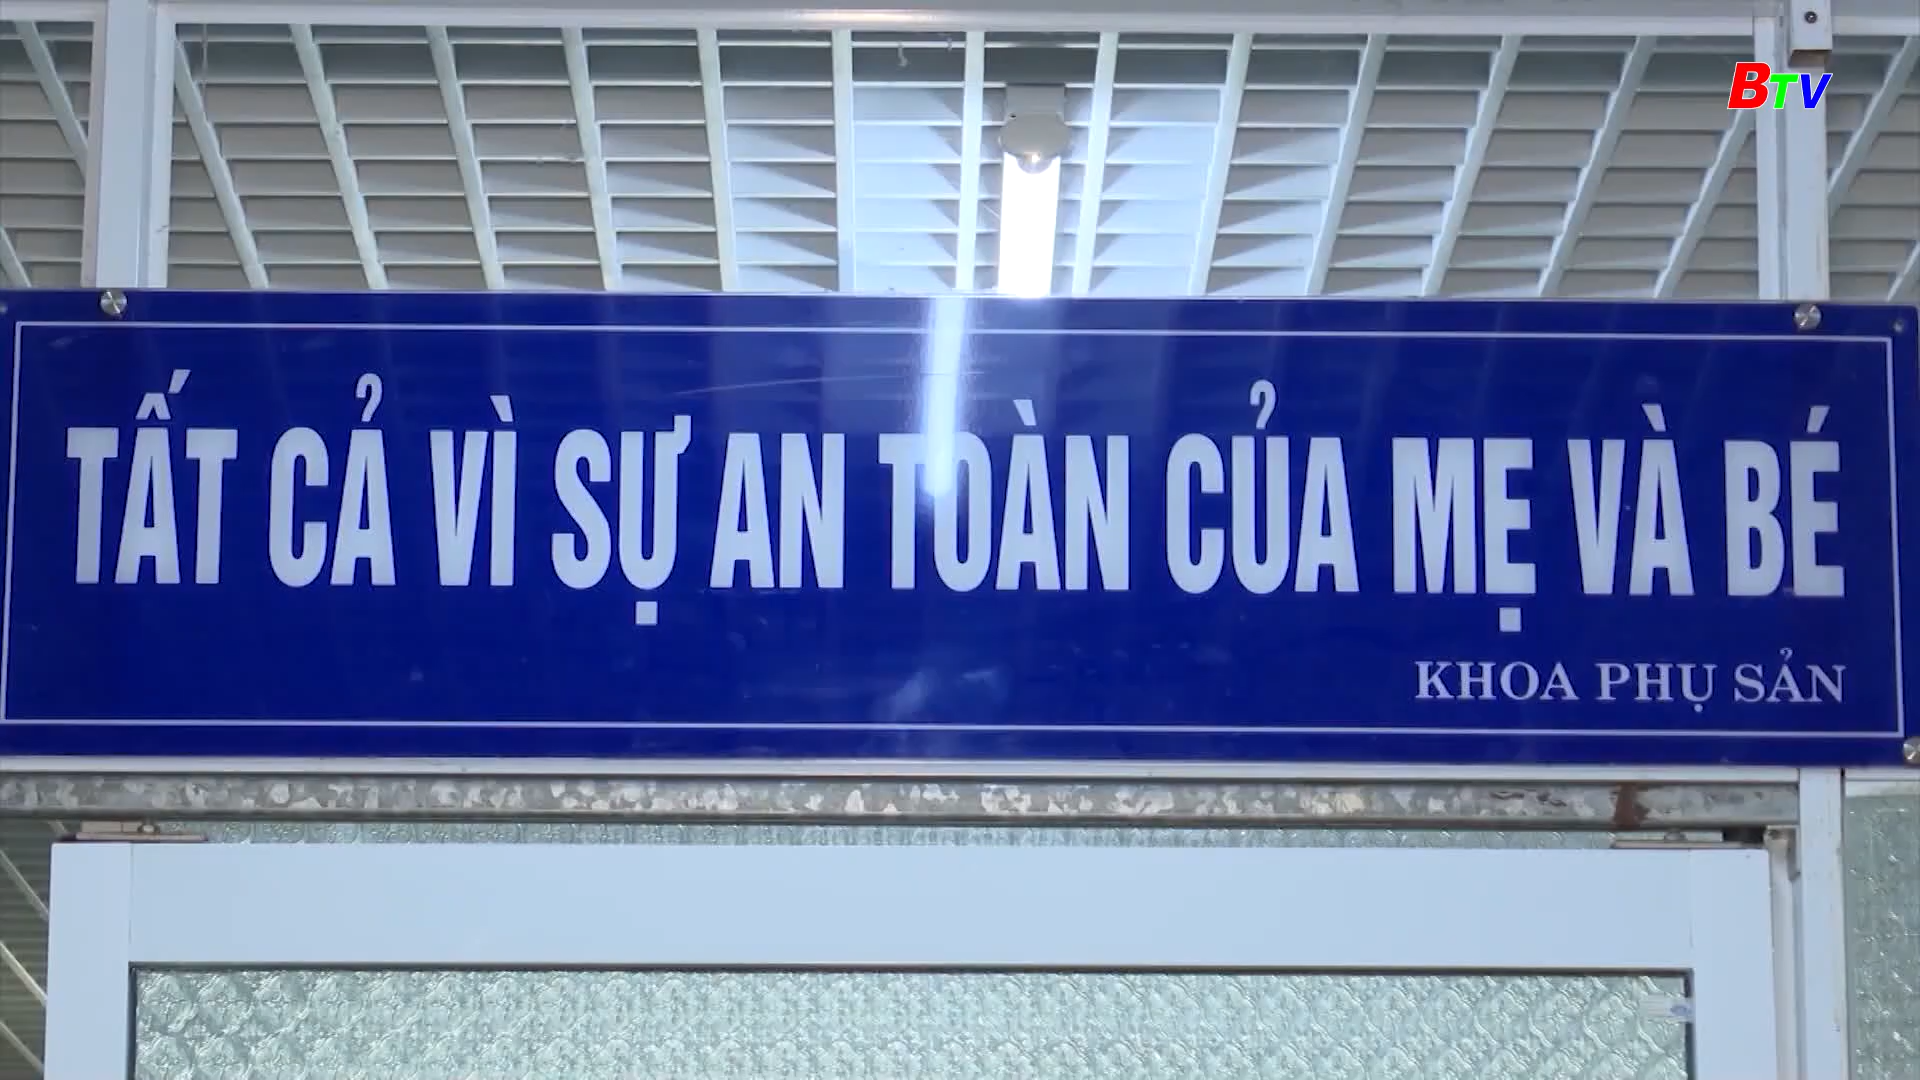 BTV
TẤT CẢ VÌ SỰ AN TOÀN CỦA MẸ VÀ BÉ
KHOA PHỤ SẢN